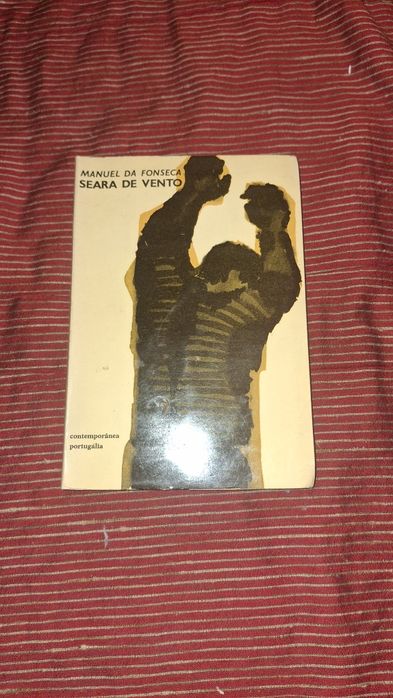 MANUEL DA FONSECA
SEARA DE VENTO
contemporânea
portugália